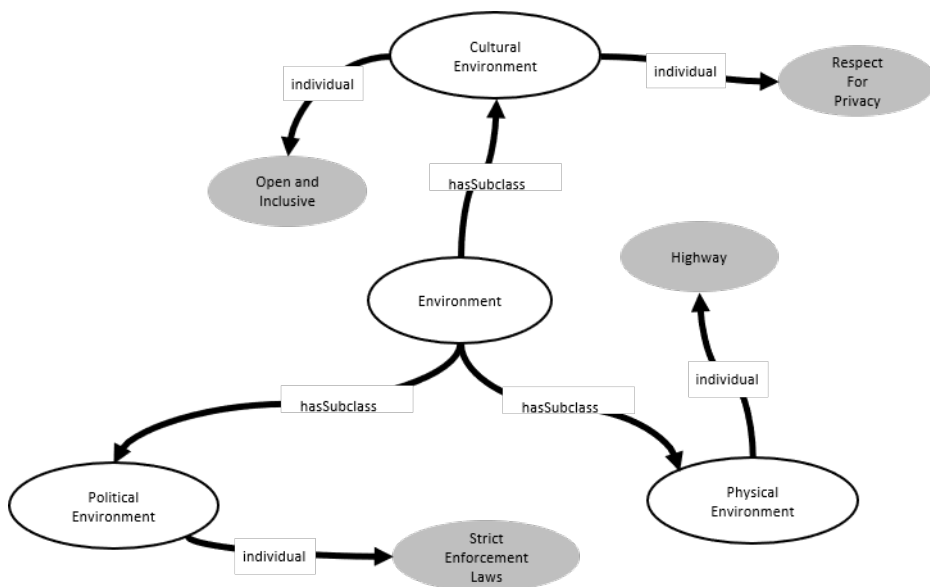 Cultural
Environment
individual
individual
Respect
For
Privacy
Open and
Inclusive
hasSubclass
Highway
Environment
individual
hasSubclass
hasSubclass
Political
Environment
Physical
Environment
individual
Strict
Enforcement
Laws